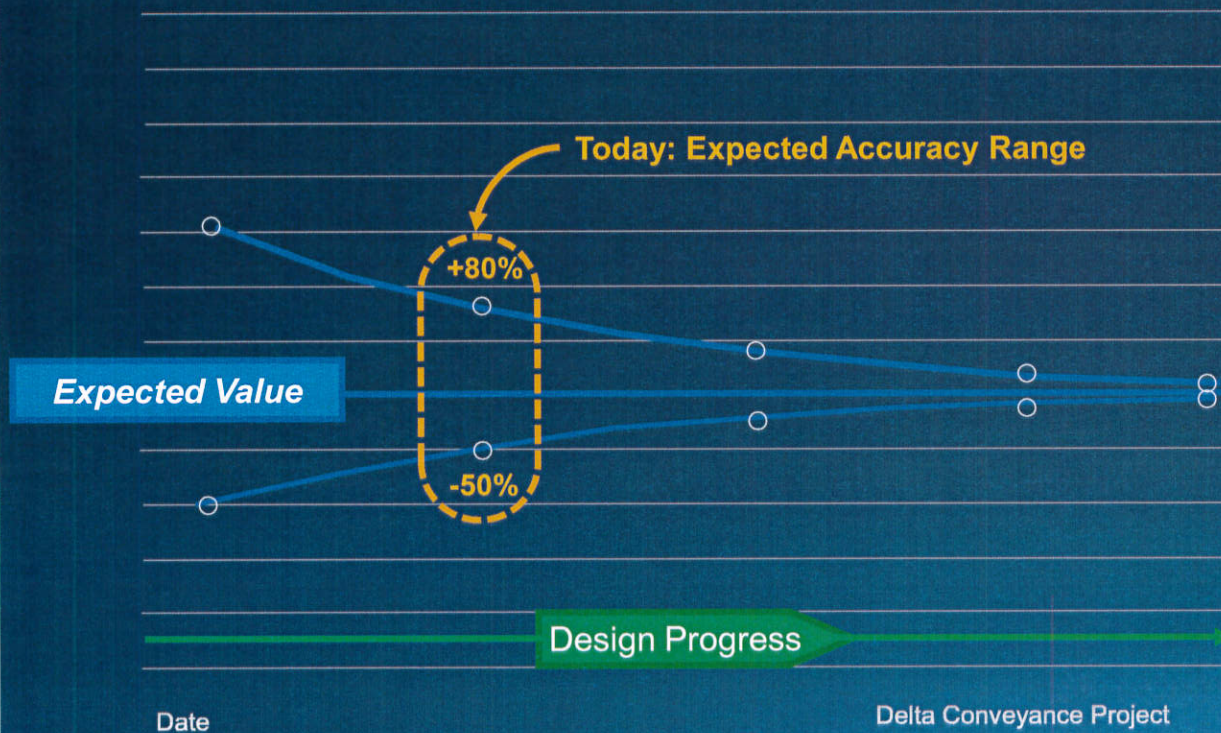 Today: Expected Accuracy Range
+80%
Expected Value
-50%
Design Progress
Date
Delta Conveyance Project